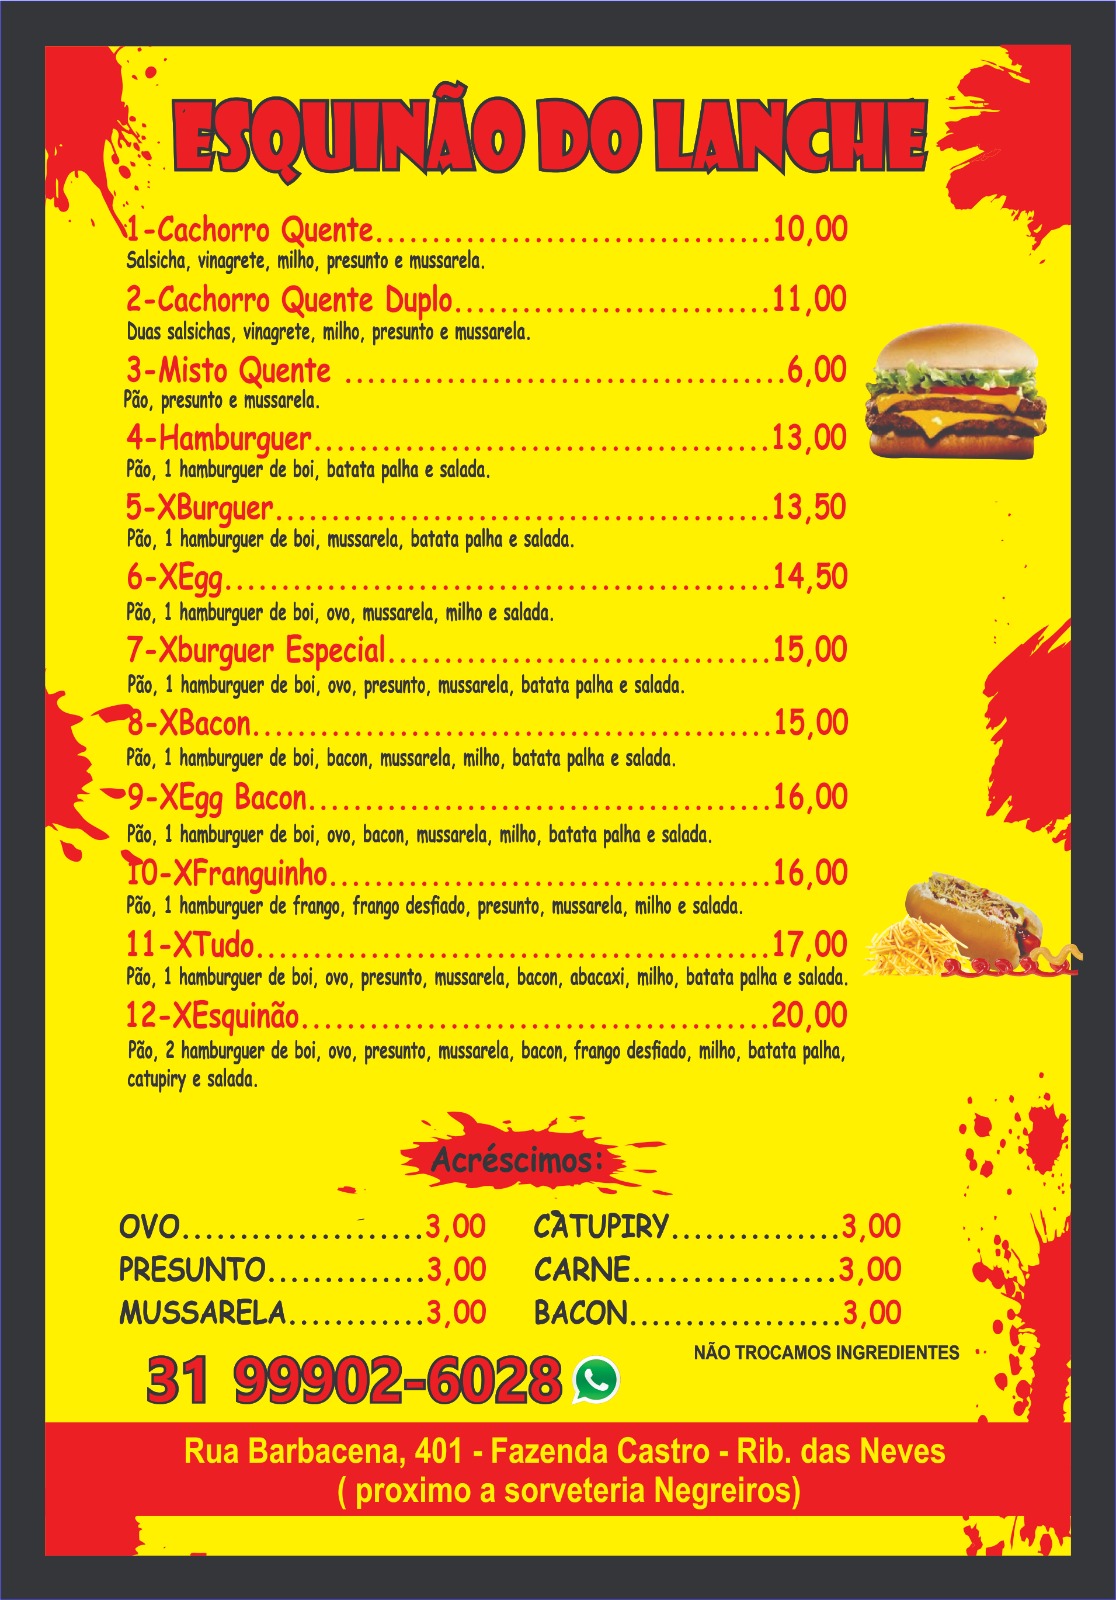 ESQUINÃO DO LANCHE
1-Cachorro Quente...................................10,00
Salsicha, vinagrete, milho, presunto e mussarela.
2-Cachorro Quente Duplo............................11,00
Duas salsichas, vinagrete, milho, presunto e mussarela.
3-Misto Quente .......................................6,00
Pão, presunto e mussarela.
4-Hamburguer........................................13,00
Pão, 1 hamburguer de boi, batata palha e salada.
5-XBurguer............................................13,50
Pão, 1 hamburguer de boi, mussarela, batata palha e salada.
6-XEgg................................................14,50
Pão, 1 hamburguer de boi, ovo, mussarela, milho e salada.
7-Xburguer Especial..................................15,00
Pão, 1 hamburguer de boi, ovo, presunto, mussarela, batata palha e salada.
8-XBacon..............................................15,00
Pão, 1 hamburguer de boi, bacon, mussarela, milho, batata palha e salada.
9-XEgg Bacon.........................................16,00
Pão, 1 hamburguer de boi, ovo, bacon, mussarela, milho, batata palha e salada.
10-XFranguinho.......................................16,00
Pão, 1 hamburguer de frango, frango desfiado, presunto, mussarela, milho e salada.
11-XTudo..............................................17,00
Pão, 1 hamburguer de boi, ovo, presunto, mussarela, bacon, abacaxi, milho, batata palha e salada.
12-XEsquinão.........................................20,00
Pão, 2 hamburguer de boi, ovo, presunto, mussarela, bacon, frango desfiado, milho, batata palha,
catupiry e salada.
Acréscimos:
OVO......................3,00 CATUPIRY...............3,00
PRESUNTO..............3,00 CARNE..................3,00
MUSSARELA............3,00 BACON...................3,00
NÃO TROCAMOS INGREDIENTES
31 99902-6028
Rua Barbacena, 401 - Fazenda Castro - Rib. das Neves
( proximo a sorveteria Negreiros)